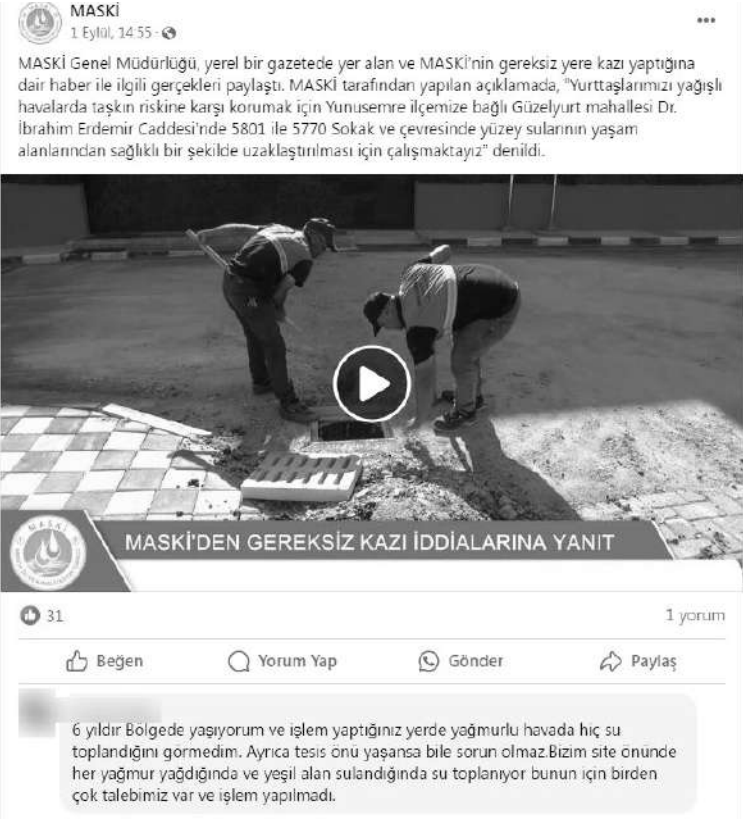 MASKİ
1 Eylül, 14:55 ·
MASKİ Genel Müdürlüğü, yerel bir gazetede yer alan ve MASKİ'nin gereksiz yere kazı yaptığına
dair haber ile ilgili gerçekleri paylaştı. MASKİ tarafından yapılan açıklamada, "Yurttaşlarımızı yağışlı
havalarda taşkın riskine karşı korumak için Yunusemre ilçemize bağlı Güzelyurt mahallesi Dr.
İbrahim Erdemir Caddesi'nde 5801 ile 5770 Sokak ve çevresinde yüzey sularının yaşam
alanlarından sağlıklı bir şekilde uzaklaştırılması için çalışmaktayız" denildi.
MASKİ
MASKİ'DEN GEREKSİZ KAZI İDDİALARINA YANIT
31
1 yorum
Beğen
Yorum Yap
Gönder
Paylaş
6 yıldır Bölgede yaşıyorum ve işlem yaptığınız yerde yağmurlu havada hiç su
toplandığını görmedim. Ayrıca tesis önü yaşansa bile sorun olmaz.Bizim site önünde
her yağmur yağdığında ve yeşil alan sulandığında su toplanıyor bunun için birden
çok talebimiz var ve işlem yapılmadı.